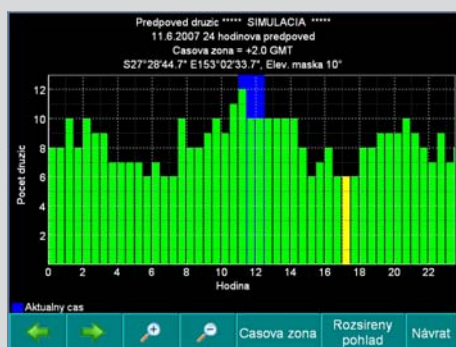 Predpoved druzic ***** SIMULACIA *****
11.6.2007 24 hodinova predpoved
Casova zona = +2.0 GMT
S27°28'44.7" E153°02'33.7", Elev. maska 10°
12
10
8
6
4
2
Pocet druzic
0 2 4 6 8 10 12 14 16 18 20 22
Hodina
Aktualny cas
Casova zona
Rozsireny pohlad
Návrat